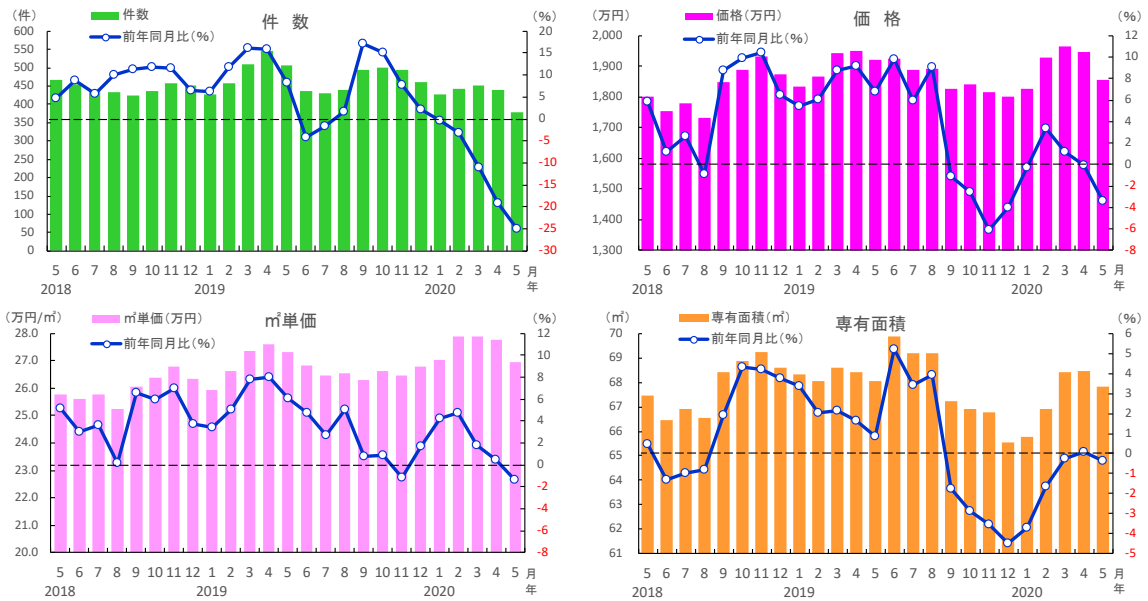 (件) 件 数 (%)
件数
前年同月比(%)
600 20
550 15
500 10
450 5
400 0
350 -5
300 -10
250 -15
200 -20
150 -25
100 -30
50
0
5 6 7 8 9 10 11 12 1 2 3 4 5 6 7 8 9 10 11 12 1 2 3 4 5 月
2018 2019 2020 年
(万円) 価 格 (%)
価格(万円)
前年同月比(%)
2,000 12
1,900 10
1,800 8
1,700 6
1,600 4
1,500 2
1,400 0
1,300 -2
-4
-6
-8
5 6 7 8 9 10 11 12 1 2 3 4 5 6 7 8 9 10 11 12 1 2 3 4 5 月
2018 2019 2020 年
(万円/㎡) ㎡単価 (%)
㎡単価(万円)
前年同月比(%)
28.0 12
27.0 10
26.0 8
25.0 6
24.0 4
23.0 2
22.0 0
21.0 -2
20.0 -4
-6
-8
5 6 7 8 9 10 11 12 1 2 3 4 5 6 7 8 9 10 11 12 1 2 3 4 5 月
2018 2019 2020 年
(㎡) 専有面積 (%)
専有面積(㎡)
前年同月比(%)
70 6
69 5
68 4
67 3
66 2
65 1
64 0
63 -1
62 -2
61 -3
-4
-5
5 6 7 8 9 10 11 12 1 2 3 4 5 6 7 8 9 10 11 12 1 2 3 4 5 月
2018 2019 2020 年